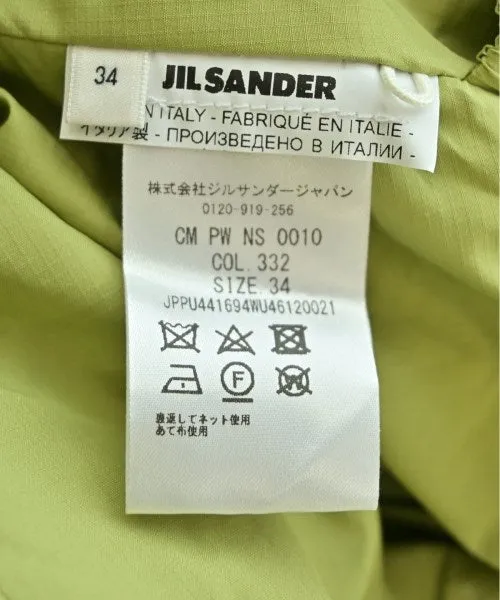 34
JIL SANDER
N ITALY - FABRIQUÉ EN ITALIE -
イタリア製 - ПРОИЗВЕДЕНО В ИТАЛИИ -
株式会社ジルサンダージャパン
0120-919-256
CM PW NS 0010
COL. 332
SIZE. 34
JPPU441694WU46120021
F
W
裏返してネット使用
あて布使用